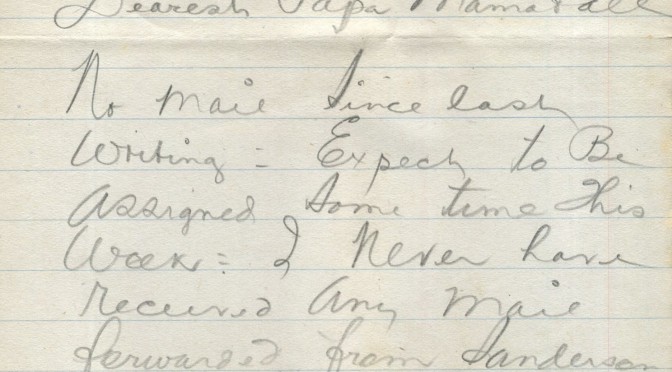 Dearest Papa Mama & all
No mail Since last
Writing = Expect to Be
Assigned Some time This
Week = I Never have
received Any Mail
forwarded from Sanderson